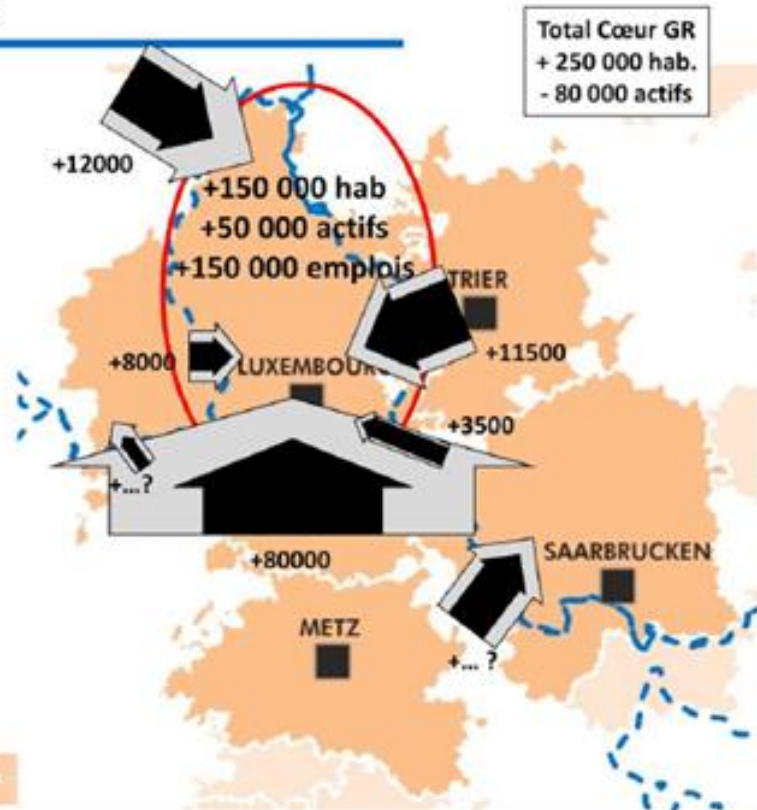 Total Cœur GR
+ 250 000 hab.
- 80 000 actifs
+12000
+150 000 hab
+50 000 actifs
+150 000 emplois
TRIER
+11500
+8000
LUXEMBOURG
+3500
+...?
+80000
SAARBRUCKEN
METZ
+... ?